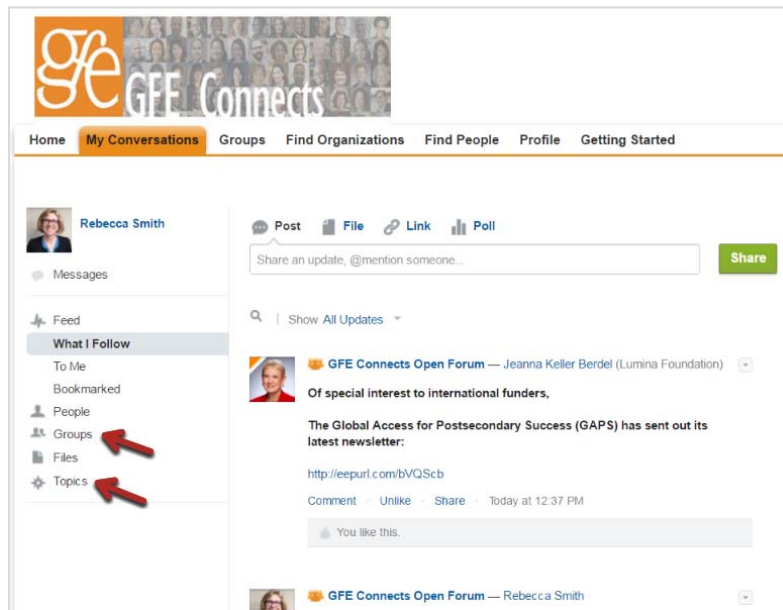 gfe GFE Connects
Home My Conversations Groups Find Organizations Find People Profile Getting Started
Rebecca Smith
Messages
Feed
What I Follow
To Me
Bookmarked
People
Groups
Files
Topics
Post File Link Poll
Share an update, @mention someone...
Share
Show All Updates
GFE Connects Open Forum — Jeanna Keller Berdel (Lumina Foundation)
Of special interest to international funders,
The Global Access for Postsecondary Success (GAPS) has sent out its
latest newsletter:
http://eepurl.com/bVQScb
Comment · Unlike · Share · Today at 12:37 PM
You like this.
GFE Connects Open Forum — Rebecca Smith